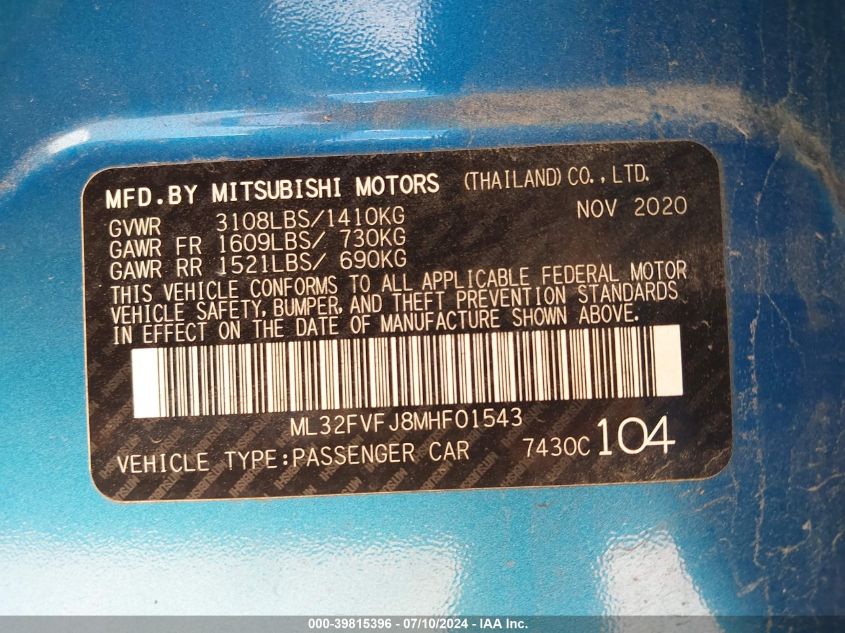 MFD.BY MITSUBISHI MOTORS (THAILAND) CO., LTD.
GVWR 3108LBS/1410KG NOV 2020
GAWR FR 1609LBS/ 730KG
GAWR RR 1521LBS/ 690KG
THIS VEHICLE CONFORMS TO ALL APPLICABLE FEDERAL MOTOR
VEHICLE SAFETY, BUMPER, AND THEFT PREVENTION STANDARDS
IN EFFECT ON THE DATE OF MANUFACTURE SHOWN ABOVE.
ML32FVFJ8MHF01543
VEHICLE TYPE:PASSENGER CAR 7430C 104
000-39815396 - 07/10/2024 - IAA Inc.